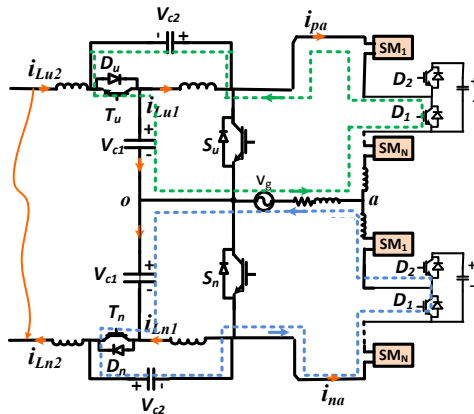 V_c2
i_pa
SM_1
D_u
i_Lu2
i_Lu1
D_2
T_u
D_1
V_c1
S_u
SM_N
V_g
o
a
SM_1
V_c1
S_n
D_2
T_n
D_1
i_Ln1
i_Ln2
D_n
SM_N
V_c2
i_na